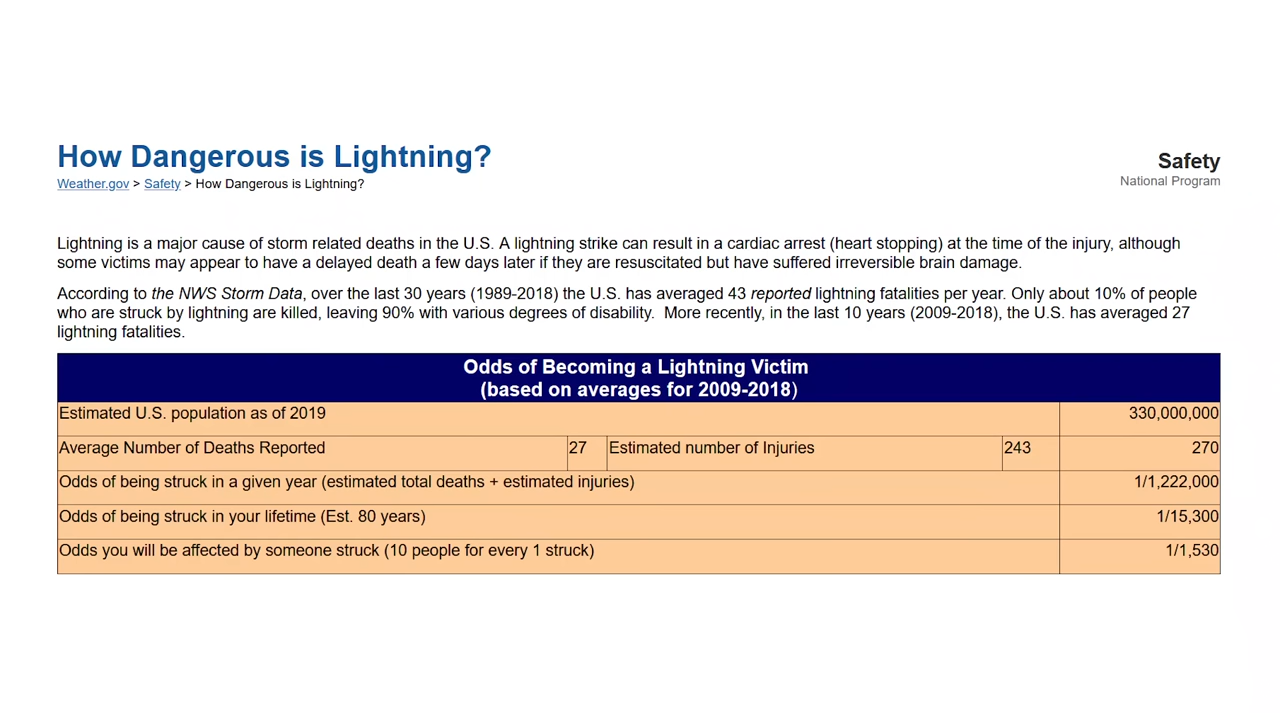 How Dangerous is Lightning?
Weather.gov > Safety > How Dangerous is Lightning?
Safety
National Program
Lightning is a major cause of storm related deaths in the U.S. A lightning strike can result in a cardiac arrest (heart stopping) at the time of the injury, although
some victims may appear to have a delayed death a few days later if they are resuscitated but have suffered irreversible brain damage.
According to the NWS Storm Data, over the last 30 years (1989-2018) the U.S. has averaged 43 reported lightning fatalities per year. Only about 10% of people
who are struck by lightning are killed, leaving 90% with various degrees of disability.  More recently, in the last 10 years (2009-2018), the U.S. has averaged 27
lightning fatalities.
Odds of Becoming a Lightning Victim
(based on averages for 2009-2018)
Estimated U.S. population as of 2019 330,000,000
Average Number of Deaths Reported 27 Estimated number of Injuries 243 270
Odds of being struck in a given year (estimated total deaths + estimated injuries) 1/1,222,000
Odds of being struck in your lifetime (Est. 80 years) 1/15,300
Odds you will be affected by someone struck (10 people for every 1 struck) 1/1,530